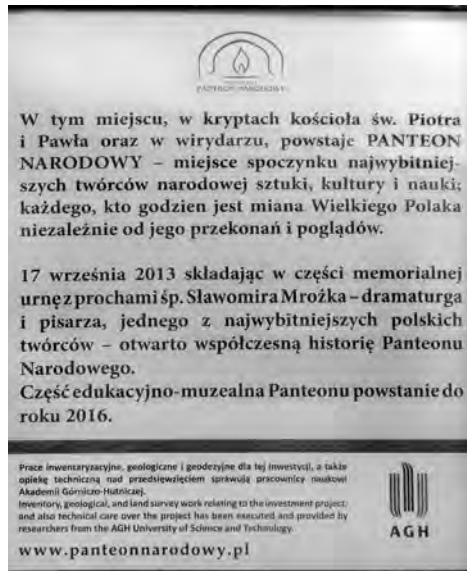 PANTEON NARODOWY
W tym miejscu, w kryptach kościoła św. Piotra
i Pawła oraz w wirydarzu, powstaje PANTEON
NARODOWY – miejsce spoczynku najwybitniej-
szych twórców narodowej sztuki, kultury i nauki;
każdego, kto godzien jest miana Wielkiego Polaka
niezależnie od jego przekonań i poglądów.
17 września 2013 składając w części memorialnej
urnę z prochami śp. Sławomira Mrożka – dramaturga
i pisarza, jednego z najwybitniejszych polskich
twórców – otwarto współczesną historię Panteonu
Narodowego.
Część edukacyjno-muzealna Panteonu powstanie do
roku 2016.
Prace inwentaryzacyjne, geologiczne i geodezyjne dla tej inwestycji, a także
opiekę techniczną nad przedsięwzięciem sprawują pracownicy naukowi
Akademii Górniczo-Hutniczej.
Inventory, geological, and land survey work relating to the investment project,
and also technical care over the project has been executed and provided by
researchers from the AGH University of Science and Technology.
www.panteonnarodowy.pl
AGH